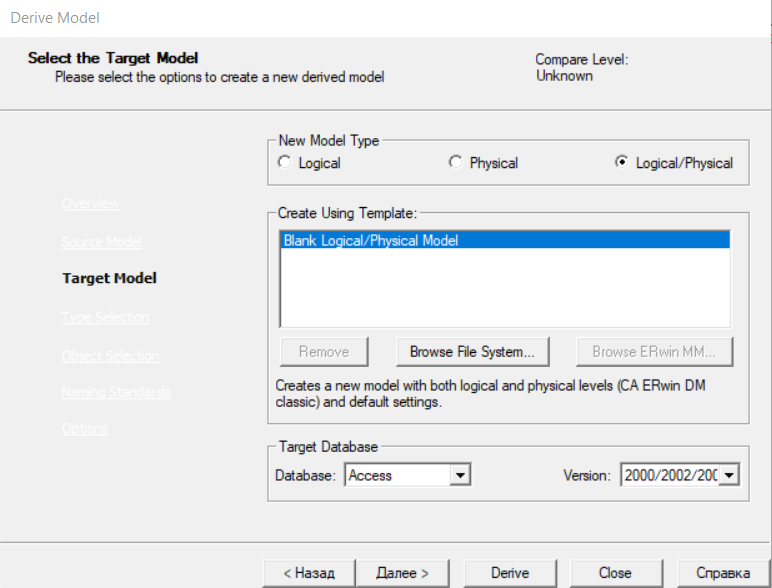 Derive Model
Select the Target Model
Please select the options to create a new derived model
Compare Level:
Unknown
Overview
Source Model
Target Model
Type Selection
Object Selection
Naming Standards
Options
New Model Type
Logical
Physical
Logical/Physical
Create Using Template:
Blank Logical/Physical Model
Remove
Browse File System...
Browse ERwin MM...
Creates a new model with both logical and physical levels (CA ERwin DM
classic) and default settings.
Target Database
Database:
Access
Version:
2000/2002/200
< Назад
Далее >
Derive
Close
Справка